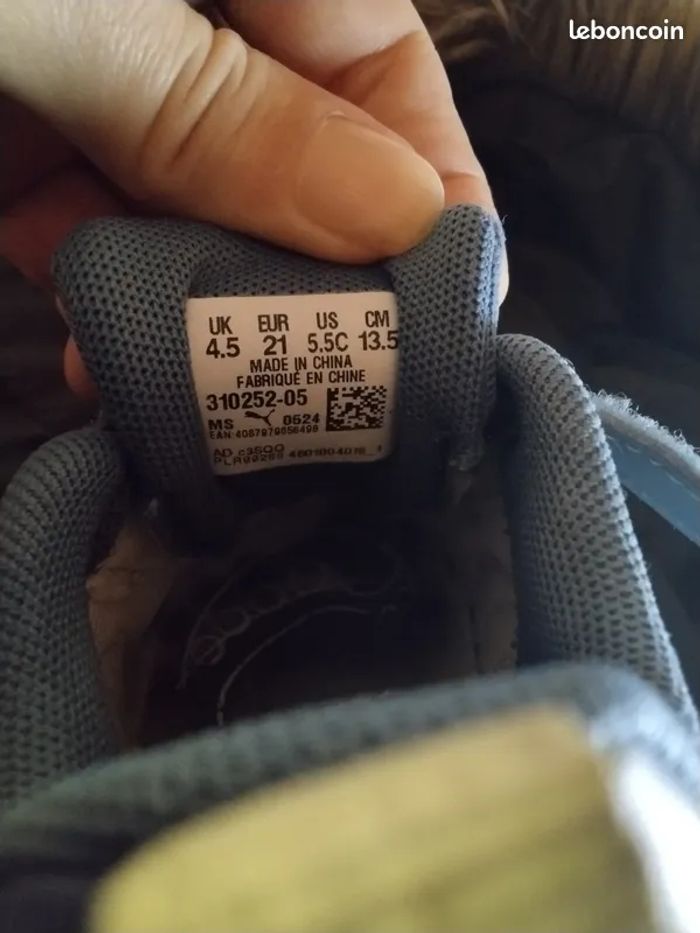 leboncoin
UK EUR US CM
4.5 21 5.5C 13.5
MADE IN CHINA
FABRIQUÉ EN CHINE
310252-05
MS 0524